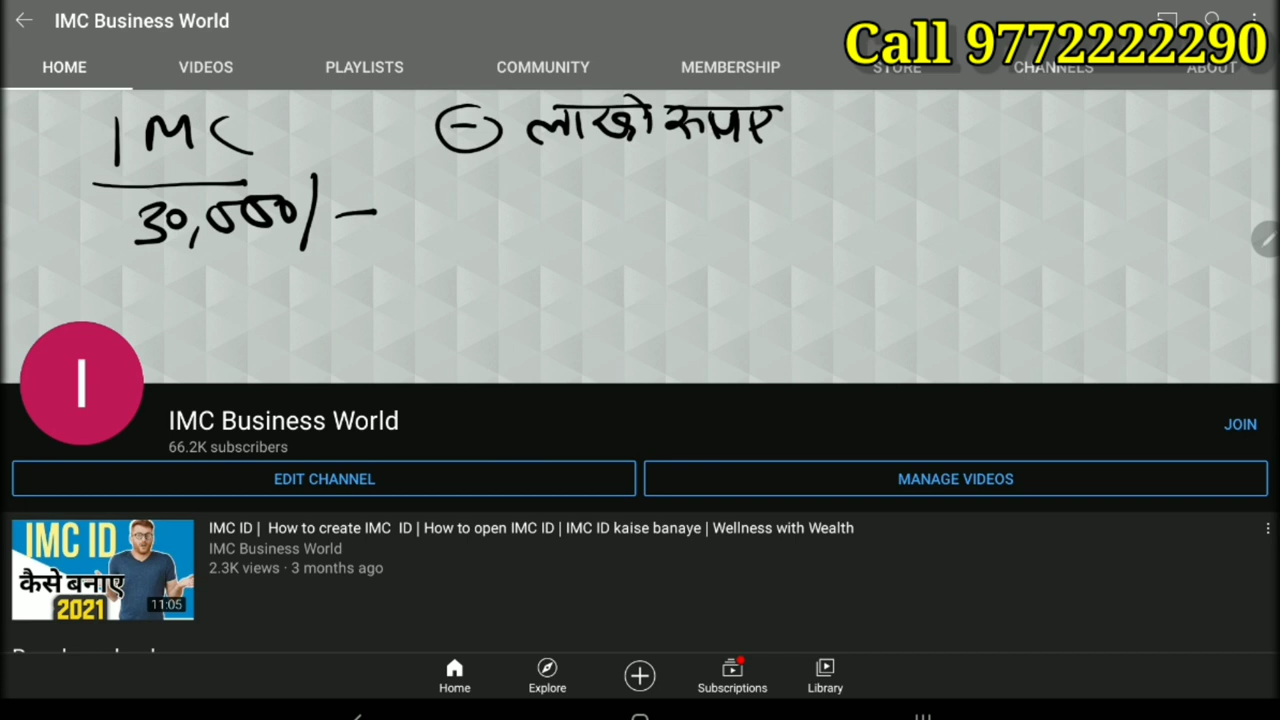 IMC Business World
Call 9772222290
HOME VIDEOS PLAYLISTS COMMUNITY MEMBERSHIP STORE CHANNELS ABOUT
IMC
30,000/-
लाखो रुपए
I
IMC Business World
66.2K subscribers
JOIN
EDIT CHANNEL
MANAGE VIDEOS
IMC ID
कैसे बनाए
2021
11:05
IMC ID | How to create IMC ID | How to open IMC ID | IMC ID kaise banaye | Wellness with Wealth
IMC Business World
2.3K views · 3 months ago
Home Explore Subscriptions Library